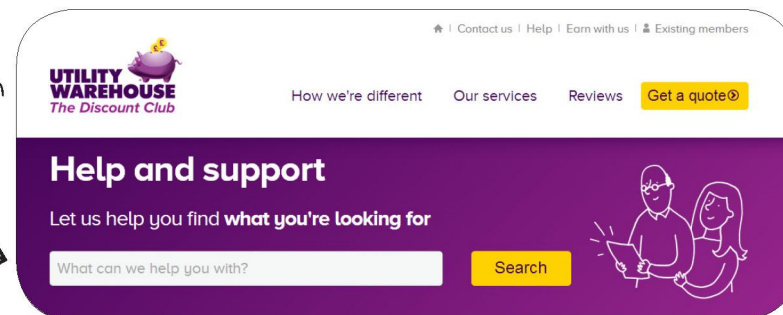 Contact us | Help | Earn with us | Existing members
UTILITY
WAREHOUSE
The Discount Club
How we're different Our services Reviews Get a quote
Help and support
Let us help you find what you're looking for
What can we help you with? Search